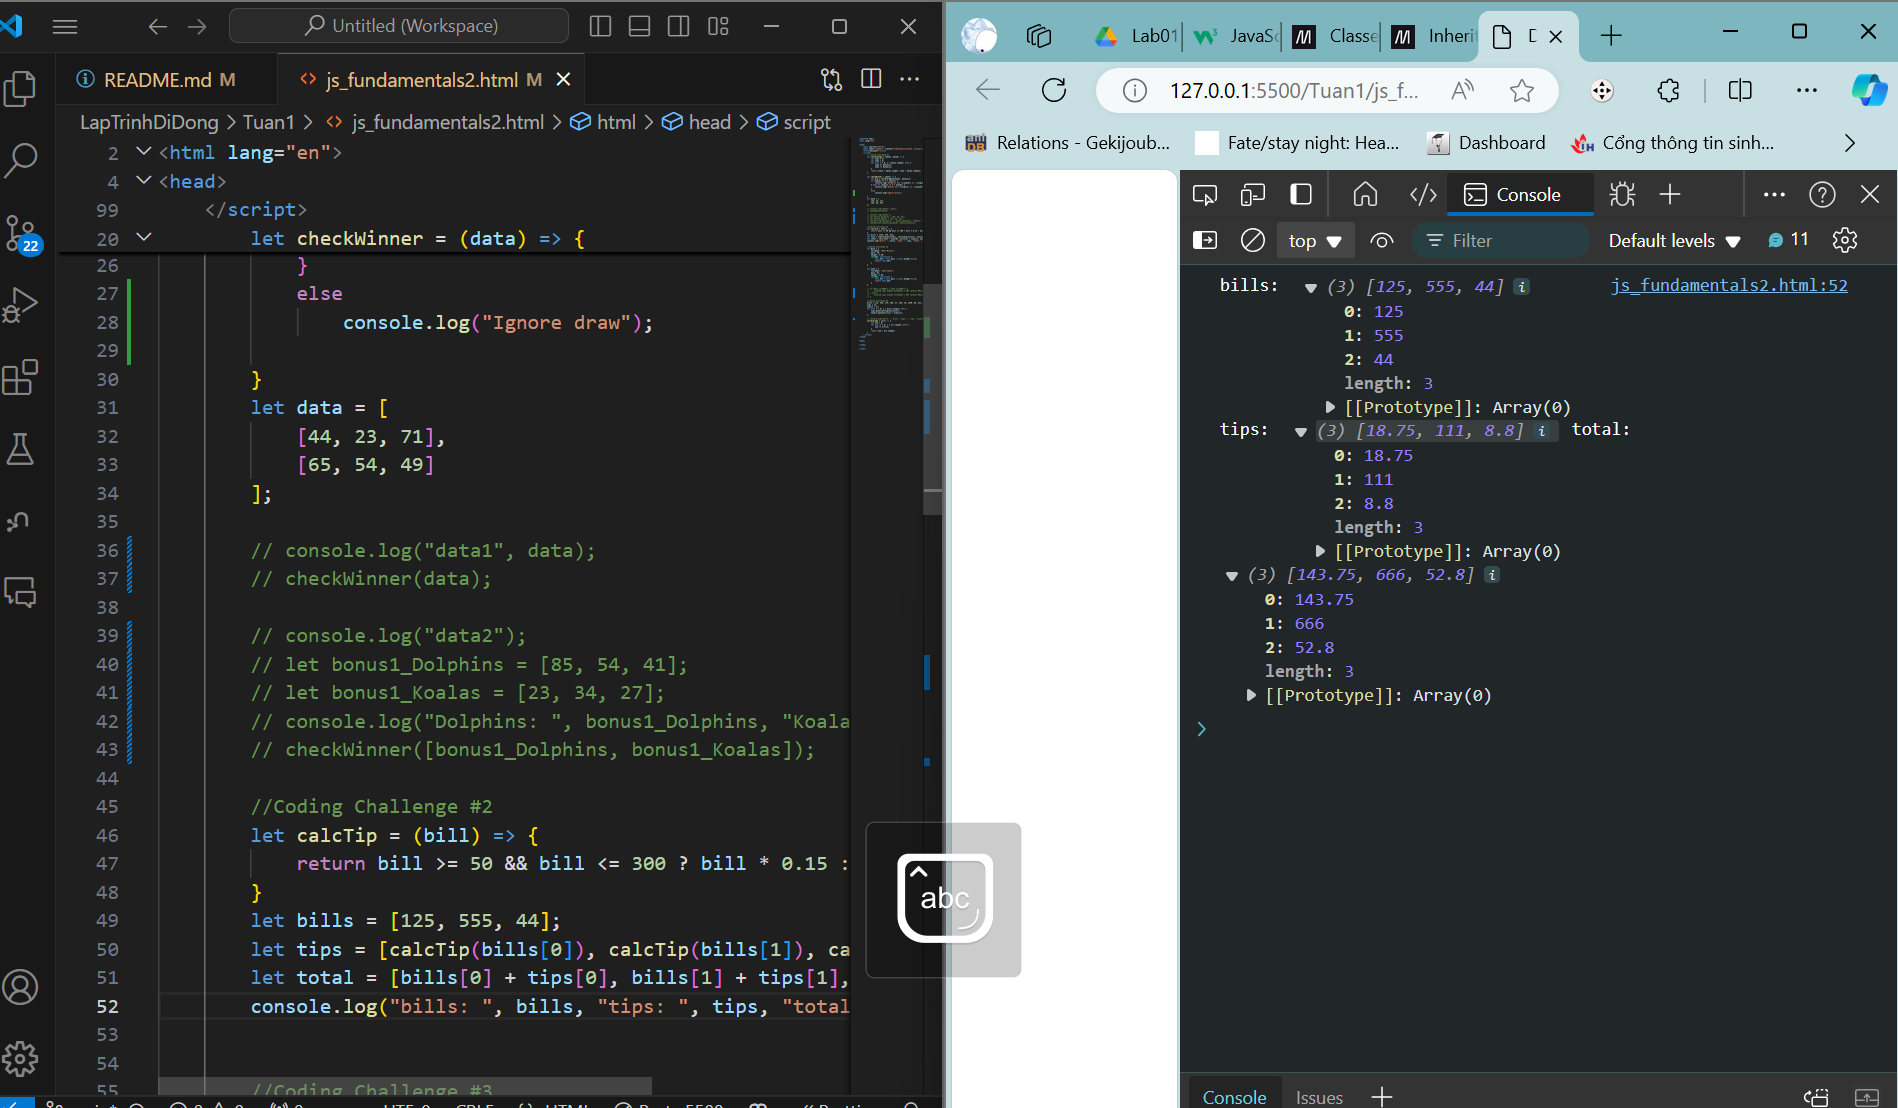 Untitled (Workspace)
README.md M
js_fundamentals2.html M
LapTrinhDiDong > Tuan1 > js_fundamentals2.html > html > head > script
2 <html lang="en">
4 <head>
99 </script>
20 let checkWinner = (data) => {
26 }
27 else
28 console.log("Ignore draw");
29
30 }
31 let data = [
32 [44, 23, 71],
33 [65, 54, 49]
34 ];
35
36 // console.log("data1", data);
37 // checkWinner(data);
38
39 // console.log("data2");
40 // let bonus1_Dolphins = [85, 54, 41];
41 // let bonus1_Koalas = [23, 34, 27];
42 // console.log("Dolphins: ", bonus1_Dolphins, "Koala
43 // checkWinner([bonus1_Dolphins, bonus1_Koalas]);
44
45 //Coding Challenge #2
46 let calcTip = (bill) => {
47 return bill >= 50 && bill <= 300 ? bill * 0.15 :
48 }
49 let bills = [125, 555, 44];
50 let tips = [calcTip(bills[0]), calcTip(bills[1]), ca
51 let total = [bills[0] + tips[0], bills[1] + tips[1],
52 console.log("bills: ", bills, "tips: ", tips, "total
53
54
55 //Coding Challenge #3
22
abc
Lab01 JavaSc Classe Inheri D
127.0.0.1:5500/Tuan1/js_f...
Relations - Gekijoub... Fate/stay night: Hea... Dashboard Cổng thông tin sinh...
Console
top Filter Default levels 11
bills: (3) [125, 555, 44] i js_fundamentals2.html:52
0: 125
1: 555
2: 44
length: 3
[[Prototype]]: Array(0)
tips: (3) [18.75, 111, 8.8] i total:
0: 18.75
1: 111
2: 8.8
length: 3
[[Prototype]]: Array(0)
(3) [143.75, 666, 52.8] i
0: 143.75
1: 666
2: 52.8
length: 3
[[Prototype]]: Array(0)
Console Issues